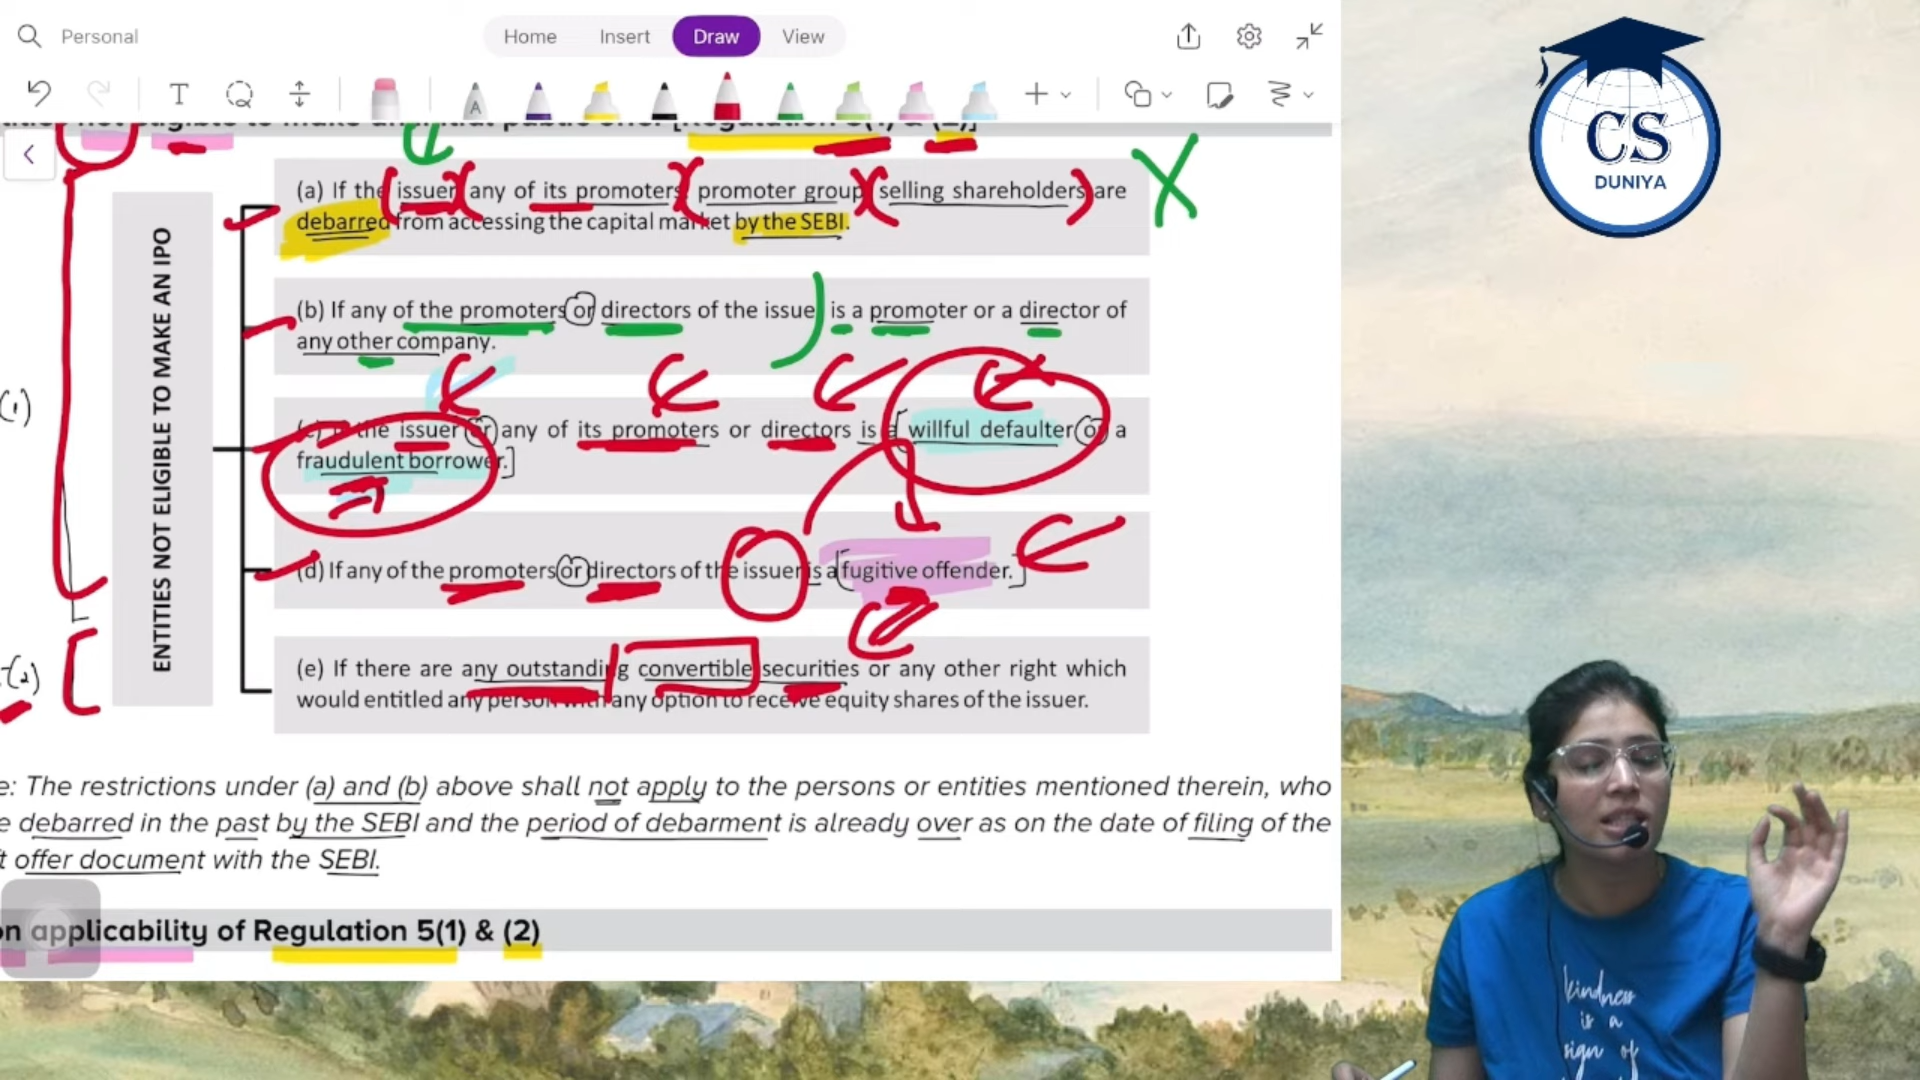 Personal
Home Insert Draw View
CS
DUNIYA
(a) If the issuer any of its promoters promoter group selling shareholders are
debarred from accessing the capital market by the SEBI.
(b) If any of the promoters or directors of the issue is a promoter or a director of
any other company.
the issuer or any of its promoters or directors is a willful defaulter or a
fraudulent borrower.]
(d) If any of the promoters or directors of the issuer is a [fugitive offender.]
(e) If there are any outstanding convertible securities or any other right which
would entitled any person with any option to receive equity shares of the issuer.
ENTITIES NOT ELIGIBLE TO MAKE AN IPO
(1)
(2)
e: The restrictions under (a) and (b) above shall not apply to the persons or entities mentioned therein, who
e debarred in the past by the SEBI and the period of debarment is already over as on the date of filing of the
t offer document with the SEBI.
on applicability of Regulation 5(1) & (2)
kindness
is a
sign of